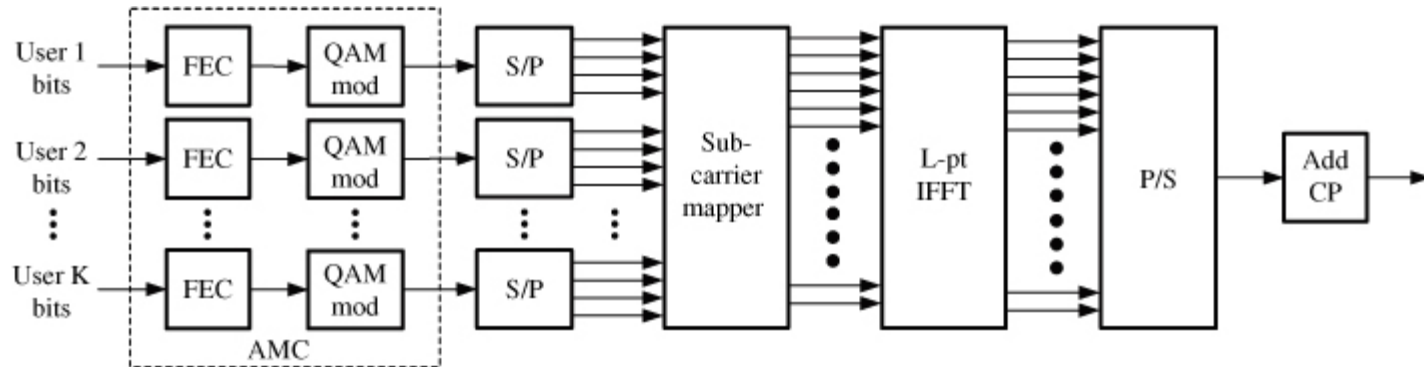 User 1
bits
FEC
QAM
mod
S/P
User 2
bits
FEC
QAM
mod
S/P
User K
bits
FEC
QAM
mod
S/P
AMC
Sub-
carrier
mapper
L-pt
IFFT
P/S
Add
CP